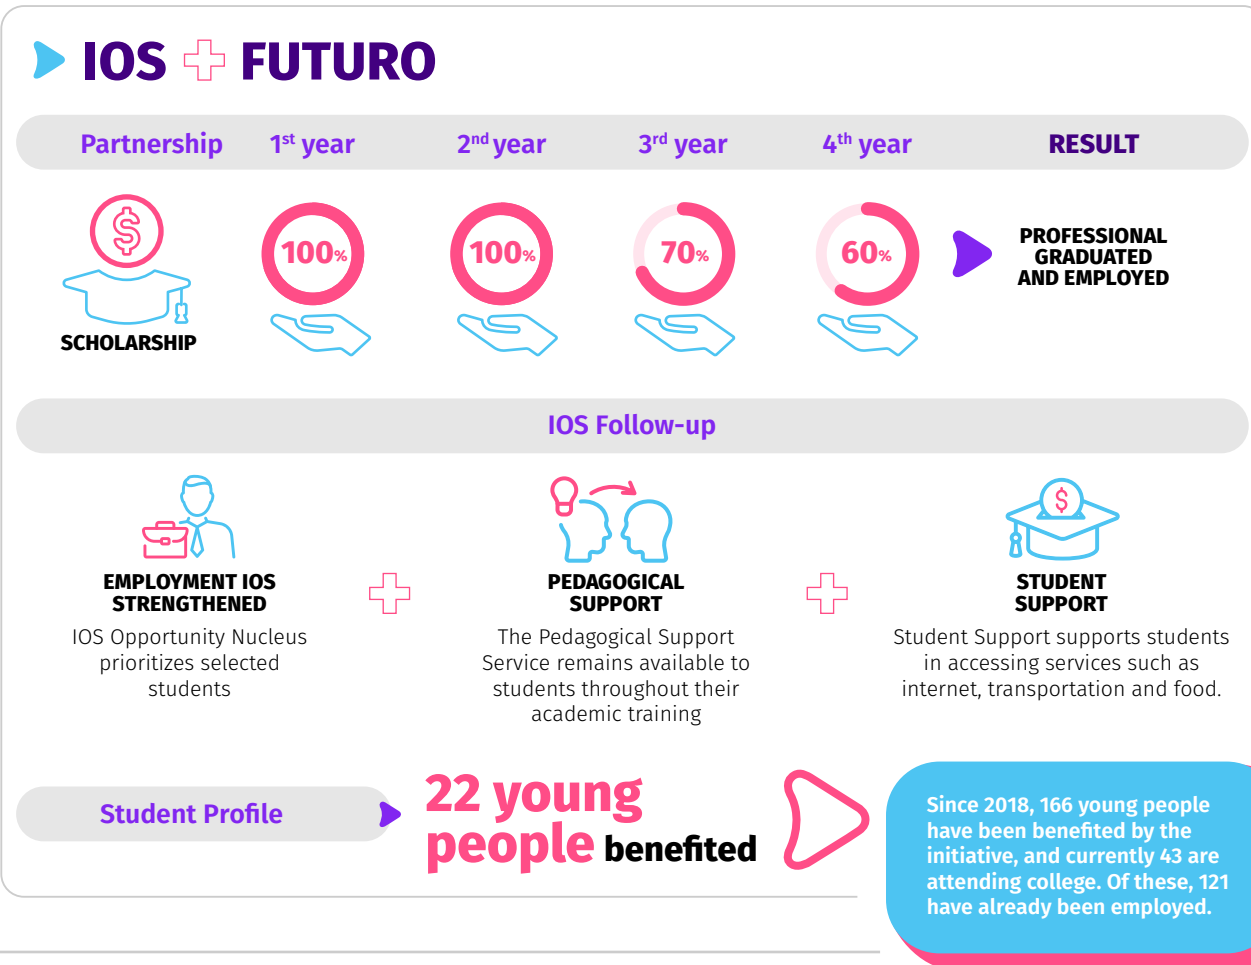 IOS FUTURO
Partnership 1st year 2nd year 3rd year 4th year RESULT
$
100% 100% 70% 60%
PROFESSIONAL
GRADUATED
AND EMPLOYED
SCHOLARSHIP
IOS Follow-up
$
EMPLOYMENT IOS
STRENGTHENED
IOS Opportunity Nucleus
prioritizes selected
students
PEDAGOGICAL
SUPPORT
The Pedagogical Support
Service remains available to
students throughout their
academic training
STUDENT
SUPPORT
Student Support supports students
in accessing services such as
internet, transportation and food.
Student Profile
22 young
people benefited
Since 2018, 166 young people
have been benefited by the
initiative, and currently 43 are
attending college. Of these, 121
have already been employed.